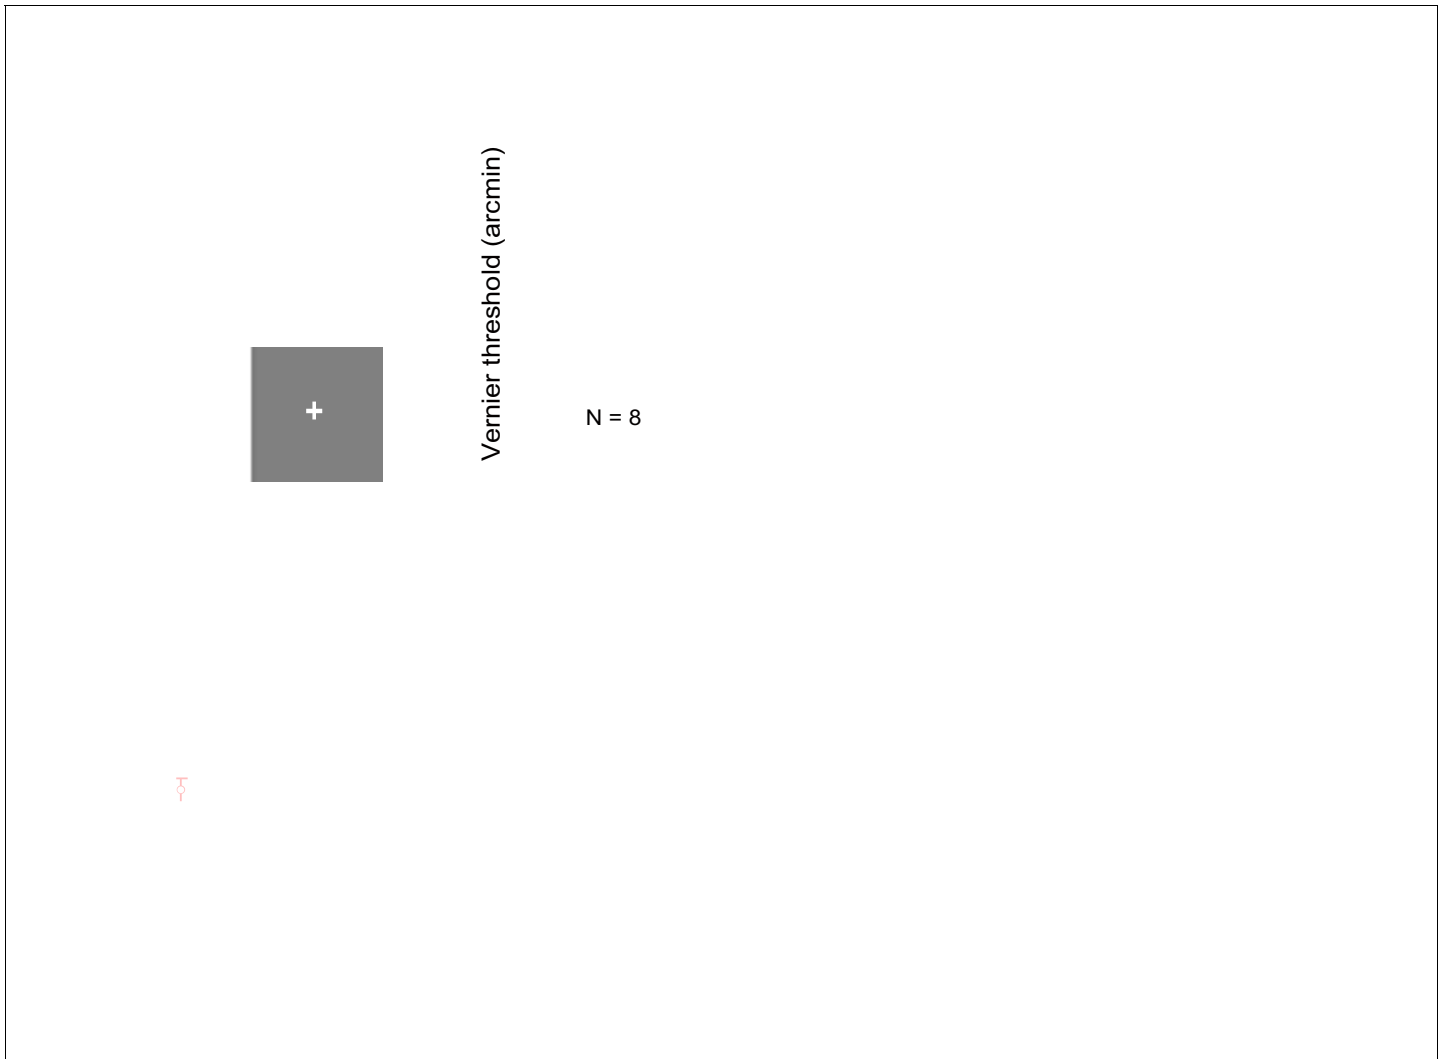 Vernier threshold (arcmin)
N = 8